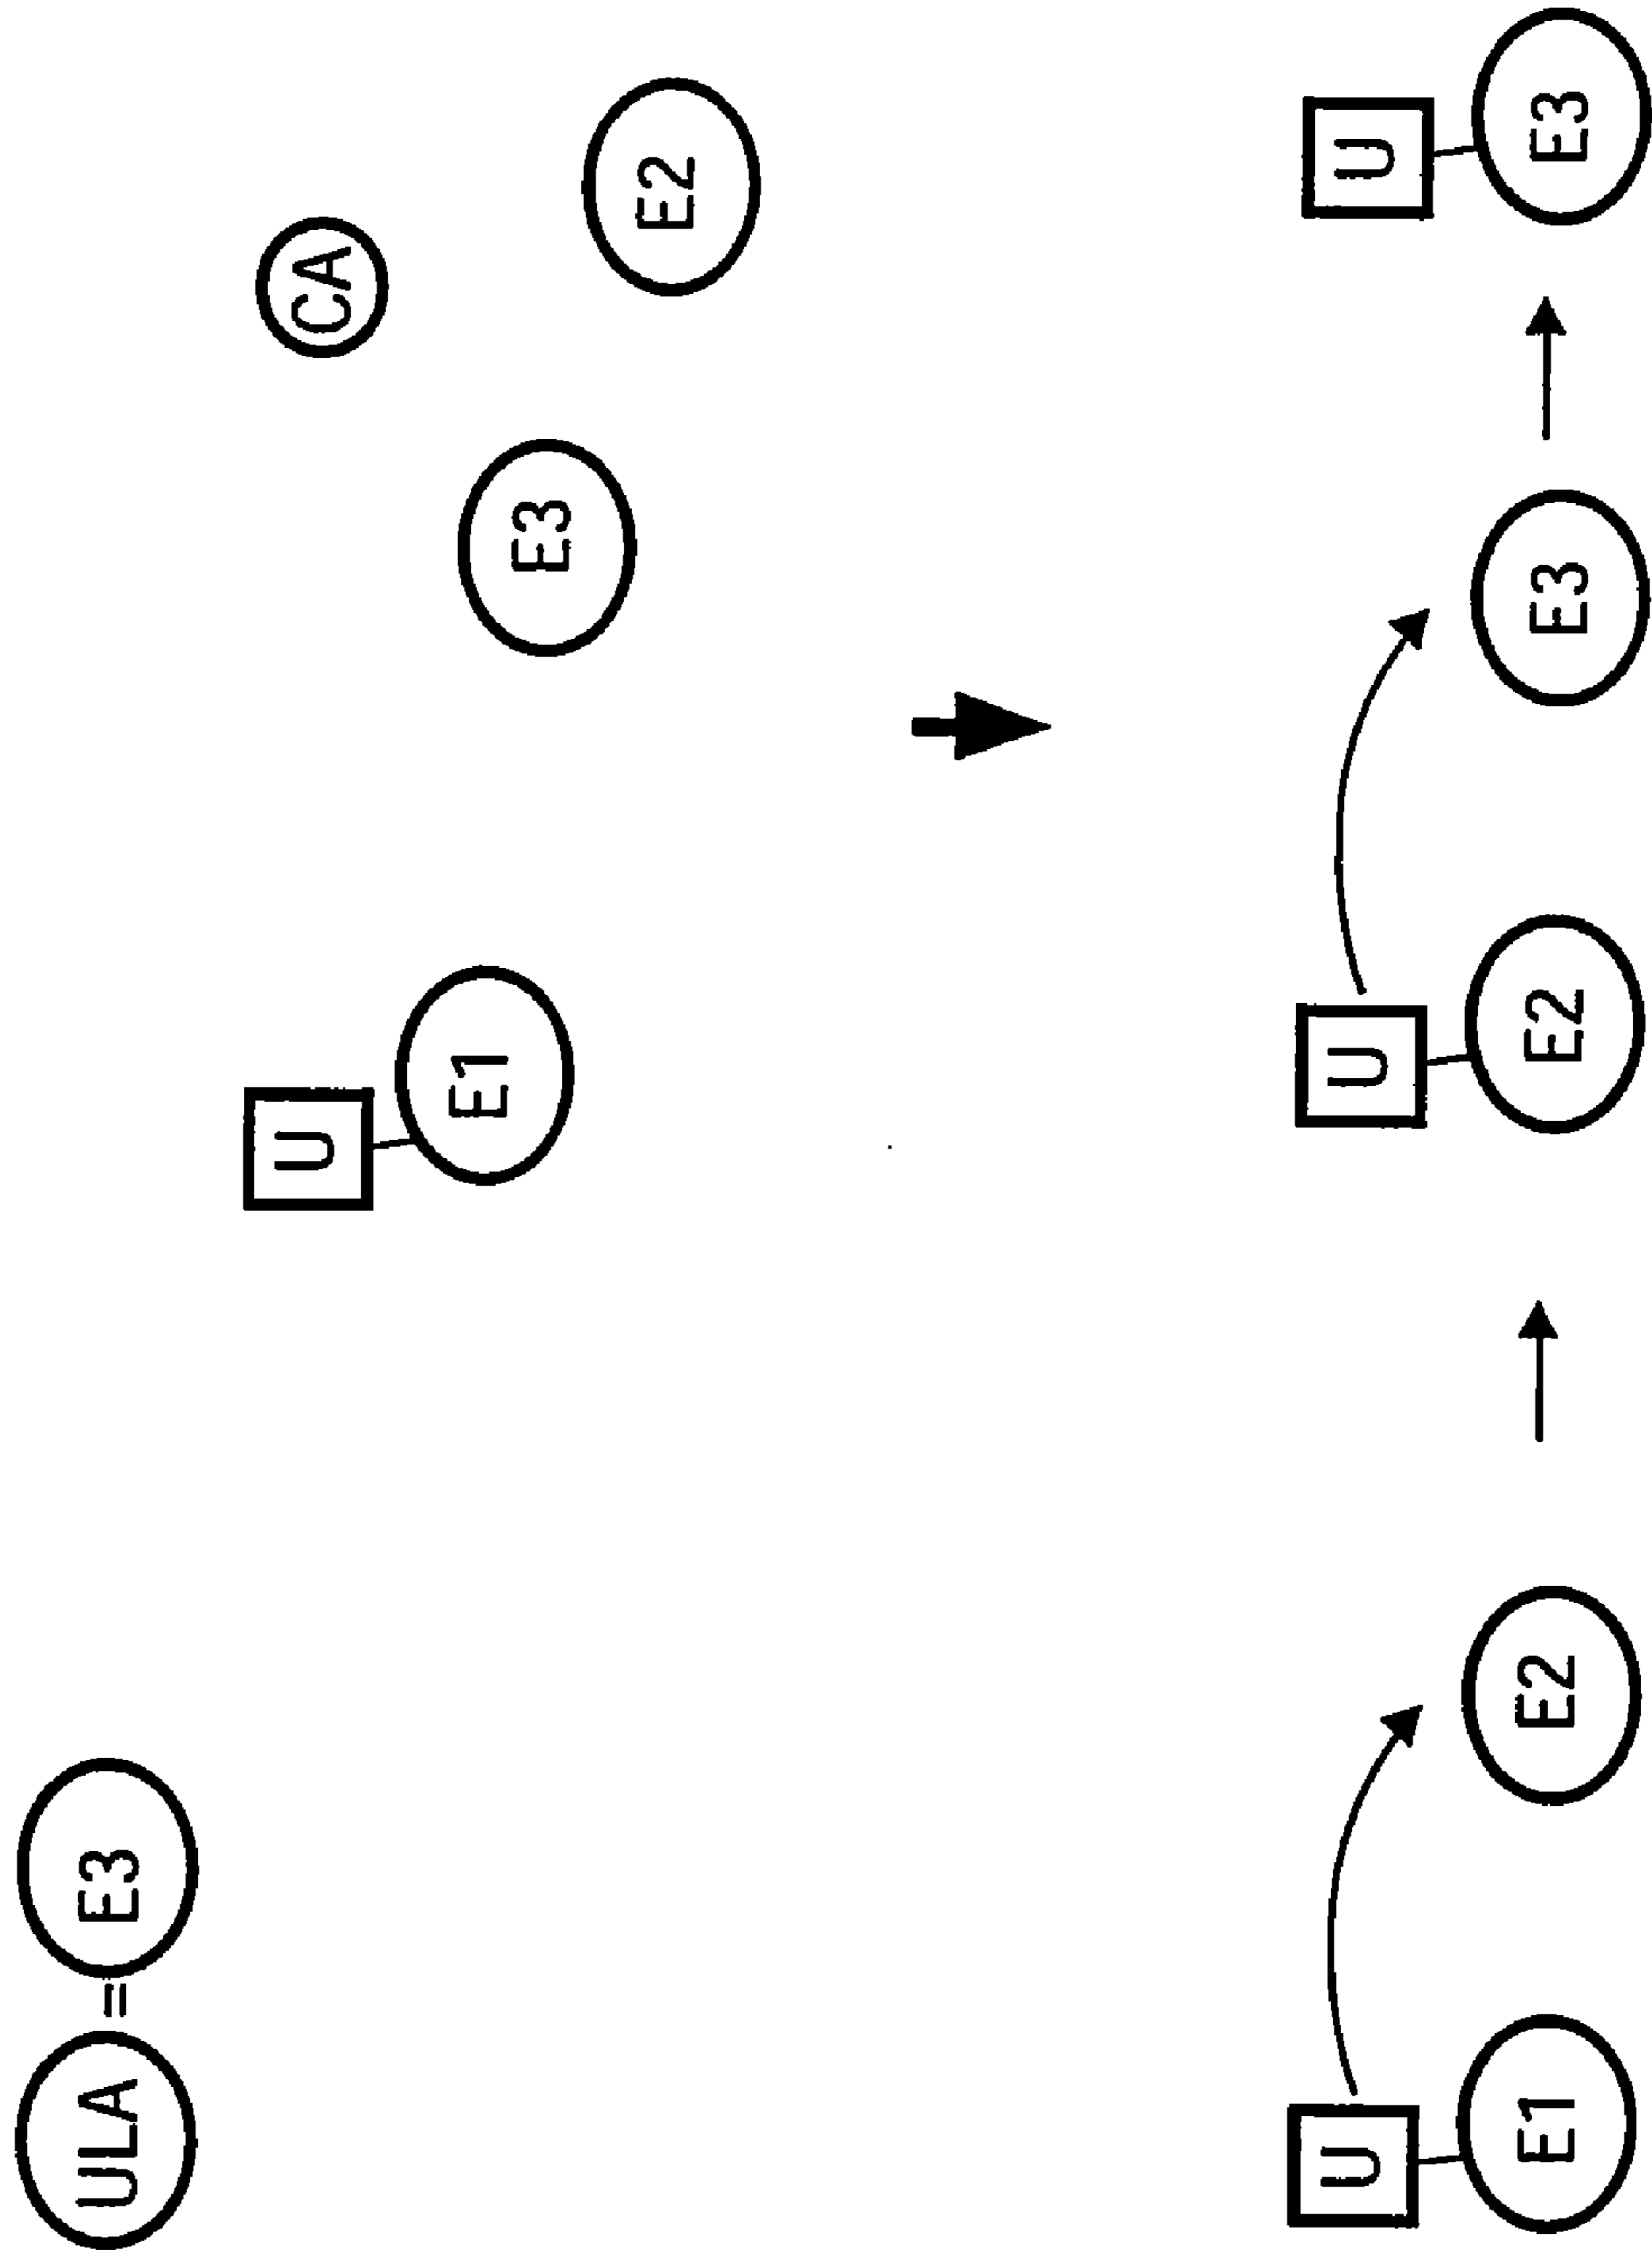 ULA = E3
U CA
E1
E3
E2
U U U
E1 E2 E2 E3 E3